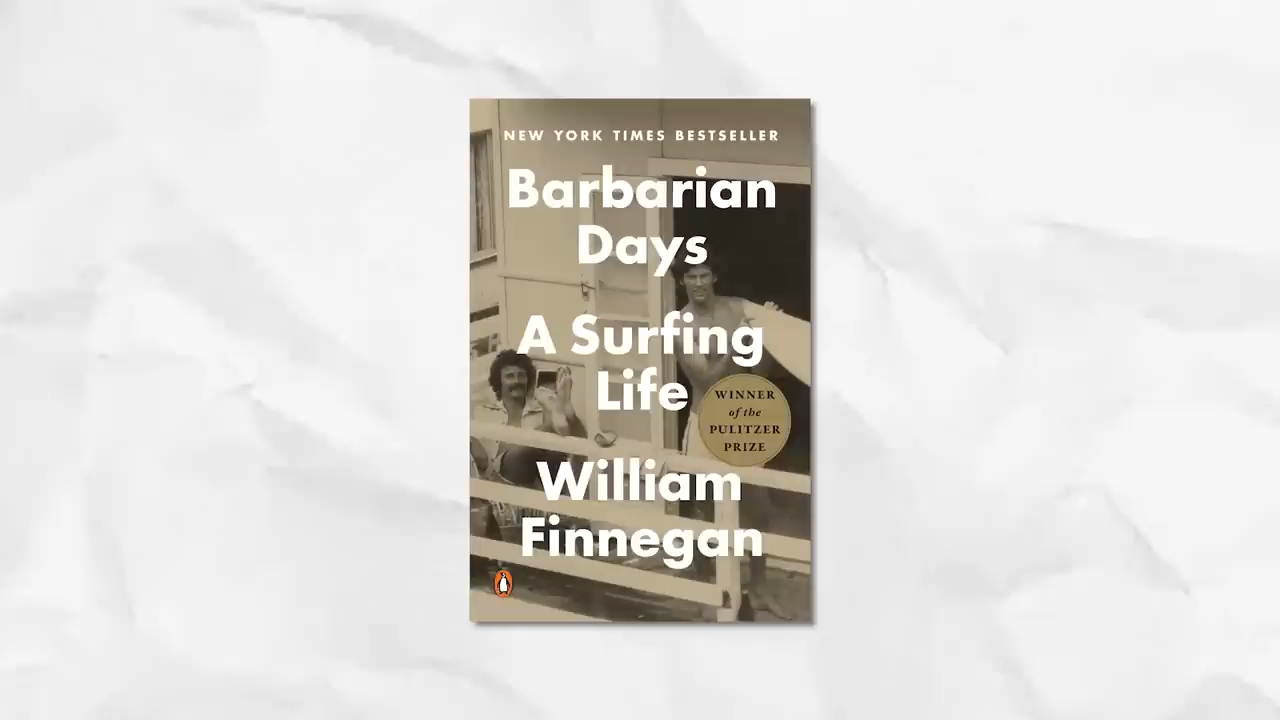 NEW YORK TIMES BESTSELLER
Barbarian
Days
A Surfing
Life
WINNER
of the
PULITZER
PRIZE
William
Finnegan